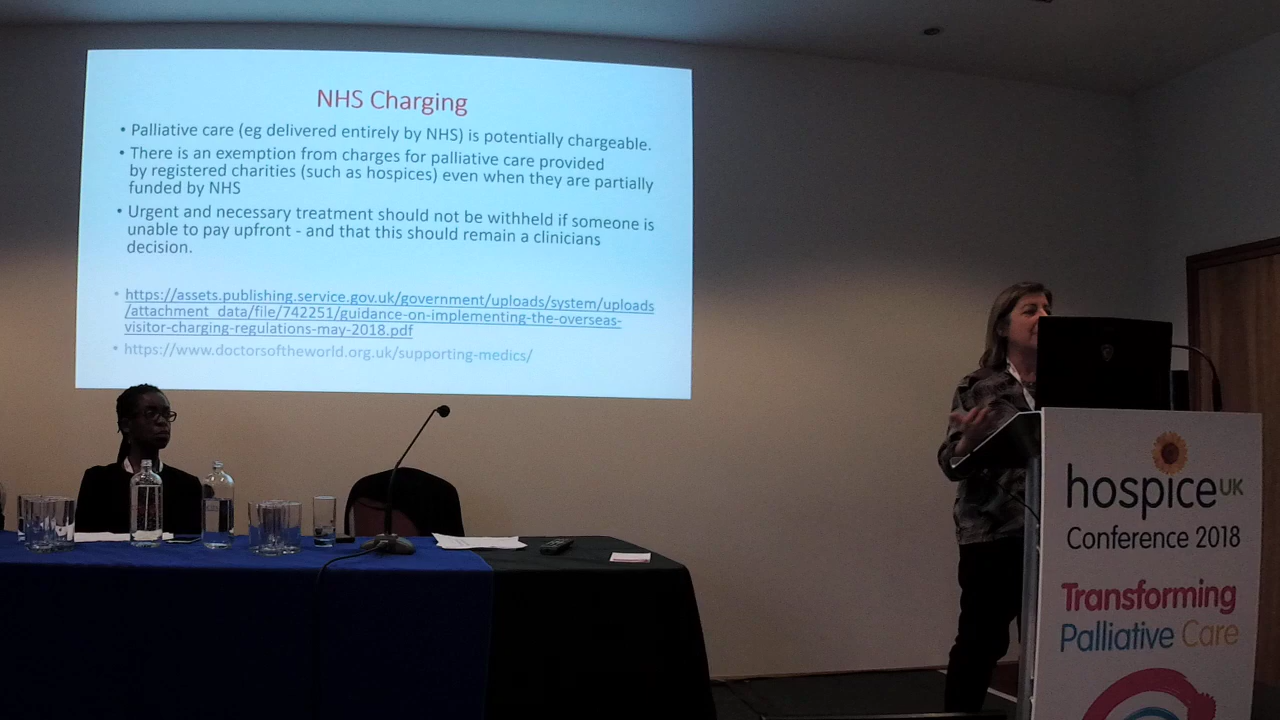 NHS Charging
• Palliative care (eg delivered entirely by NHS) is potentially chargeable.
• There is an exemption from charges for palliative care provided
by registered charities (such as hospices) even when they are partially
funded by NHS
• Urgent and necessary treatment should not be withheld if someone is
unable to pay upfront - and that this should remain a clinicians
decision.
• https://assets.publishing.service.gov.uk/government/uploads/system/uploads
/attachment_data/file/742251/guidance-on-implementing-the-overseas-
visitor-charging-regulations-may-2018.pdf
• https://www.doctorsoftheworld.org.uk/supporting-medics/
hospice UK
Conference 2018
Transforming
Palliative Care